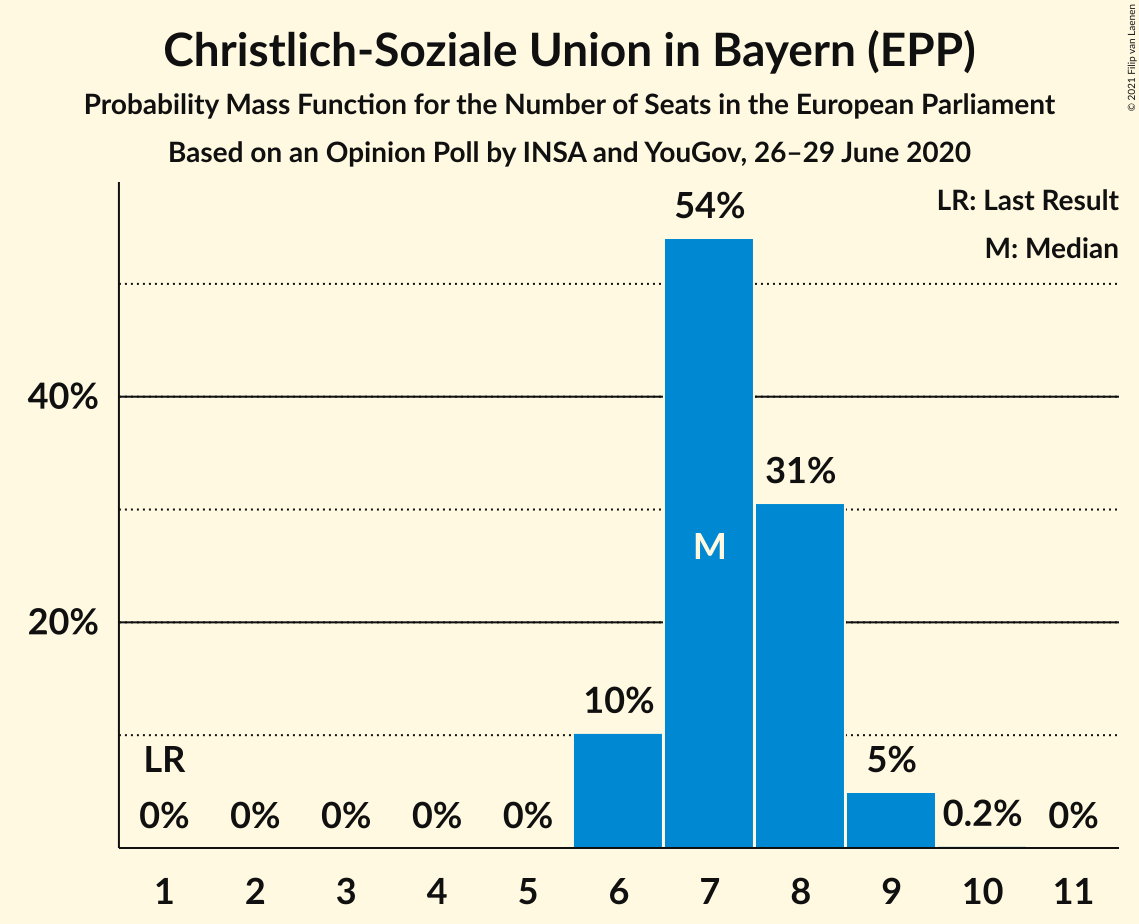 Christlich-Soziale Union in Bayern (EPP)
Probability Mass Function for the Number of Seats in the European Parliament
Based on an Opinion Poll by INSA and YouGov, 26–29 June 2020
© 2021 Filip van Laenen
LR: Last Result
M: Median
54%
40%
31%
M
20%
10%
LR
5%
0% 0% 0% 0% 0% 0.2% 0%
1 2 3 4 5 6 7 8 9 10 11